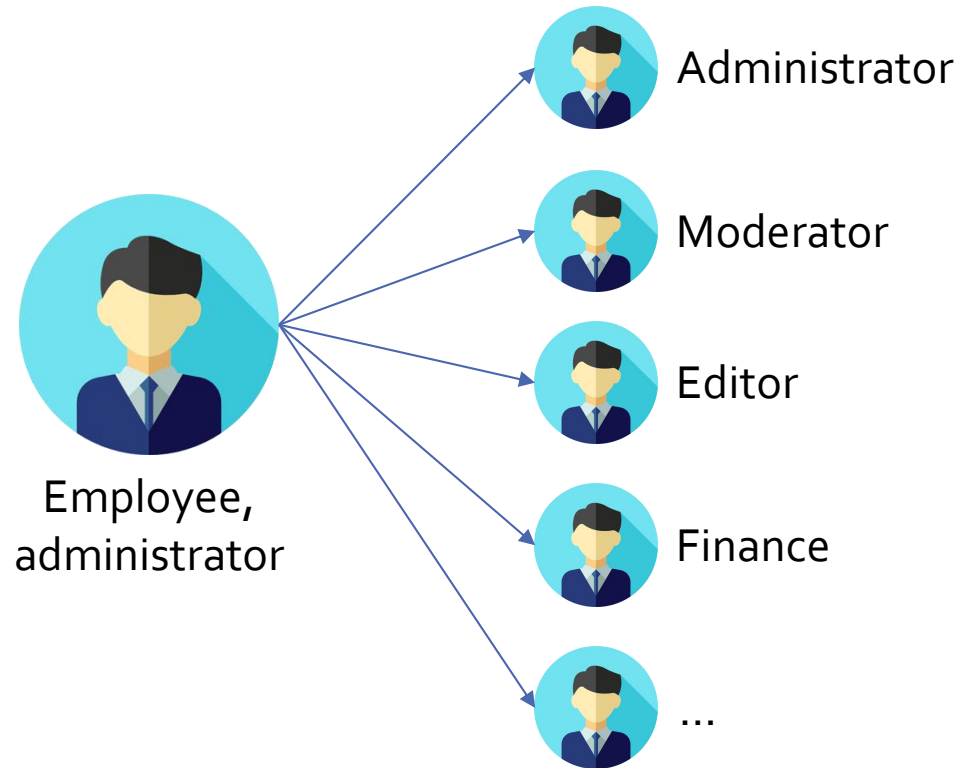 Administrator
Moderator
Employee,
administrator
Editor
Finance
...